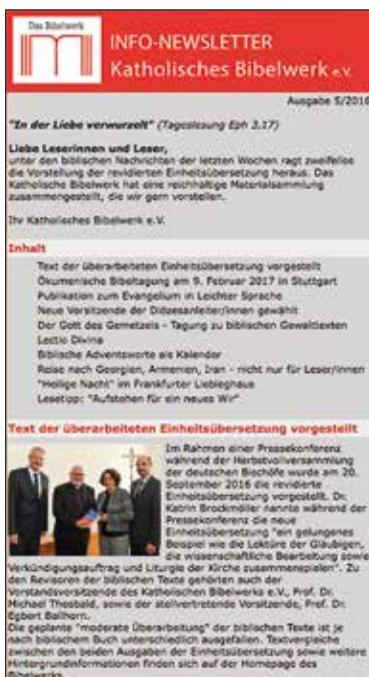 Das Bibelwerk
INFO-NEWSLETTER
Katholisches Bibelwerk e.V.
Ausgabe 5/2016
"In der Liebe verwurzelt" (Tageslesung Eph 3,17)
Liebe Leserinnen und Leser,
unter den biblischen Nachrichten der letzten Wochen ragt zweifellos
die Vorstellung der revidierten Einheitsübersetzung heraus. Das
Katholische Bibelwerk hat eine reichhaltige Materialsammlung
zusammengestellt, die wir gern vorstellen.
Ihr Katholisches Bibelwerk e.V.
Inhalt
Text der überarbeiteten Einheitsübersetzung vorgestellt
Ökumenische Bibeltagung am 9. Februar 2017 in Stuttgart
Publikation zum Evangelium in Leichter Sprache
Neue Vorsitzende der Diözesanleiter/innen gewählt
Der Gott des Gemetzels - Tagung zu biblischen Gewalttexten
Lectio Divina
Biblische Adventsworte als Kalender
Reise nach Georgien, Armenien, Iran - nicht nur für Leser/innen
"Heilige Nacht" im Frankfurter Liebieghaus
Lesetipp: "Aufstehen für ein neues Wir"
Text der überarbeiteten Einheitsübersetzung vorgestellt
Im Rahmen einer Pressekonferenz
während der Herbstvollversammlung
der deutschen Bischöfe wurde am 20.
September 2016 die revidierte
Einheitsübersetzung vorgestellt. Dr.
Katrin Brockmöller nannte während der
Pressekonferenz die neue
Einheitsübersetzung "ein gelungenes
Beispiel wie die Lektüre der Gläubigen,
die wissenschaftliche Bearbeitung sowie
Verkündigungsauftrag und Liturgie der Kirche zusammenspielen". Zu
den Revisoren der biblischen Texte gehörten auch der
Vorstandsvorsitzende des Katholischen Bibelwerks e.V., Prof. Dr.
Michael Theobald, sowie der stellvertretende Vorsitzende, Prof. Dr.
Egbert Ballhorn.
Die geplante "moderate Überarbeitung" der biblischen Texte ist je
nach biblischem Buch unterschiedlich ausgefallen. Textvergleiche
zwischen den beiden Ausgaben der Einheitsübersetzung sowie weitere
Hintergrundinformationen finden sich auf der Homepage des
Bibelwerks